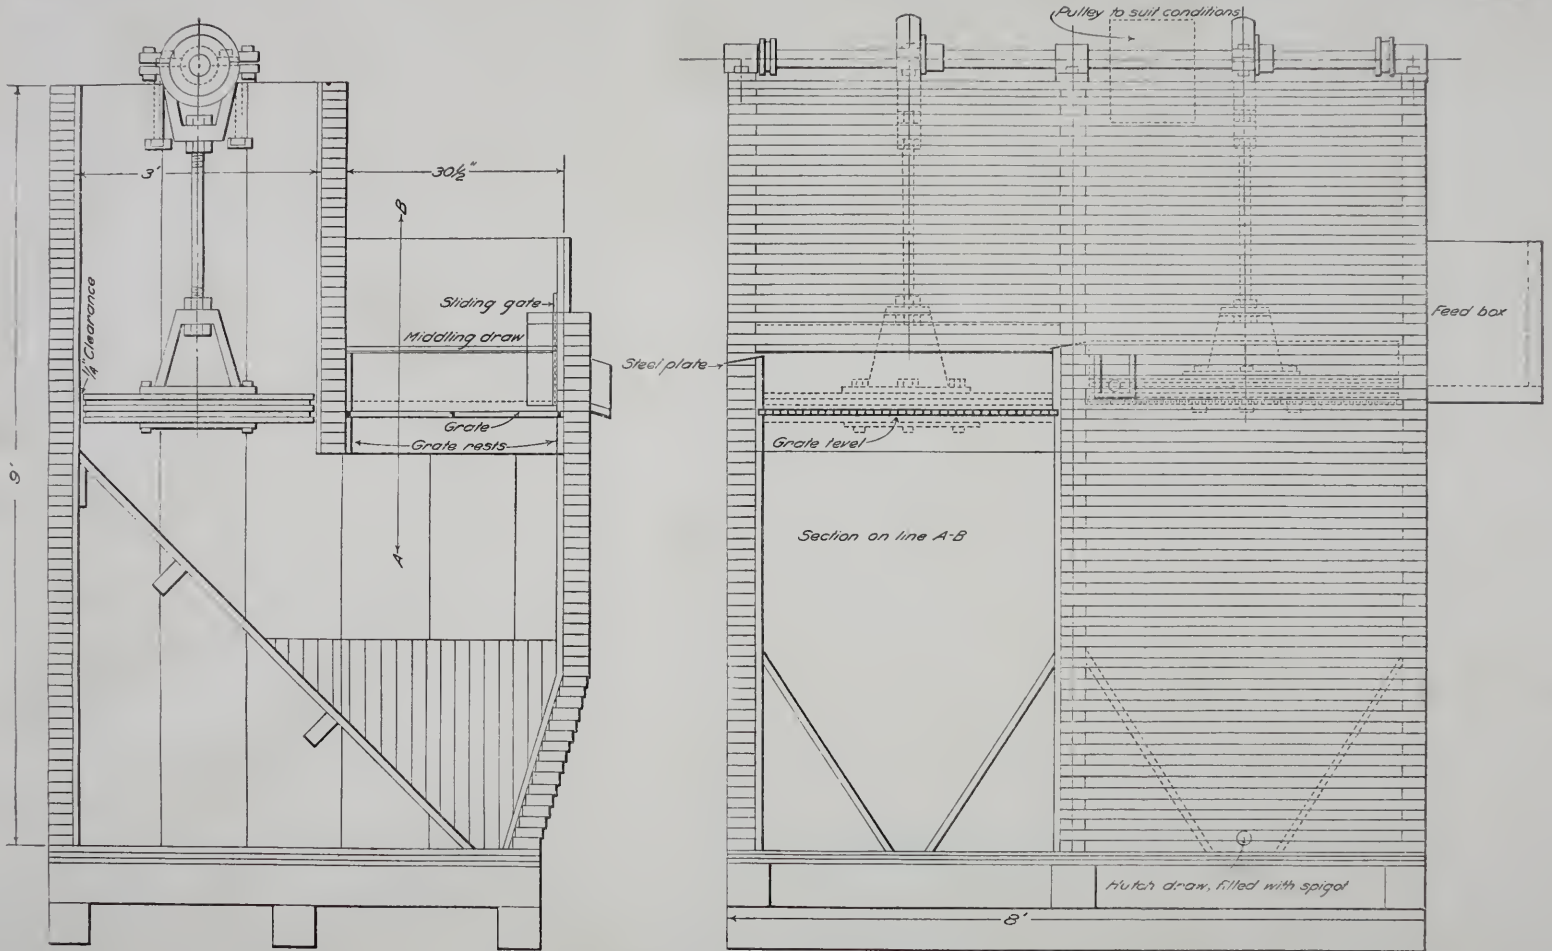 Pulley to suit conditions
3'
30½"
B
Sliding gate
Middling draw
¼" Clearance
Steel plate
Feed box
Grate
Grate rests
Grate level
9'
Section on line A-B
A
Hutch draw, filled with spigot
8'